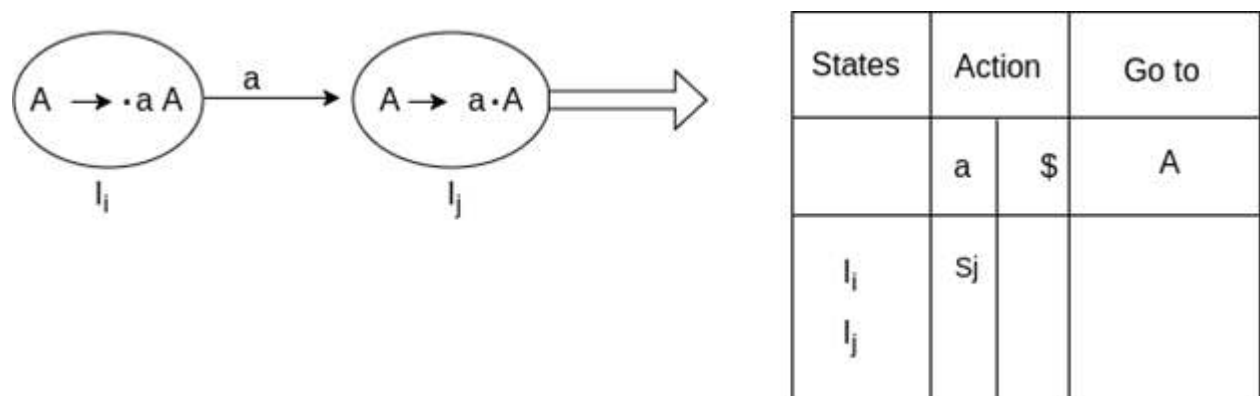 A → ·a A
a
A → a·A
Ii
Ij
States Action Go to
a $ A
Ii Sj
Ij